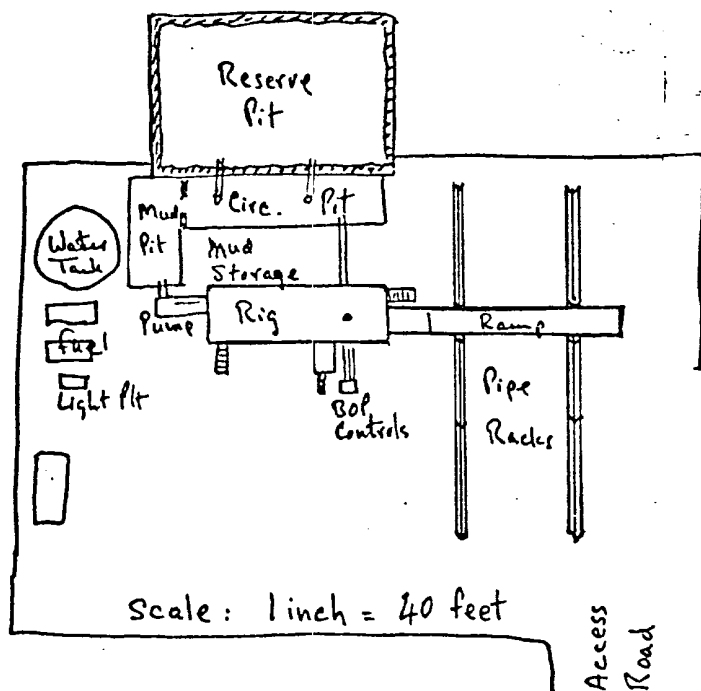 Reserve
Pit
Mud
Pit
Circ. Pit
Water
Tank
Mud
Storage
Pump
Rig
Ramp
fuel
Light Plt
BOP
Controls
Pipe
Racks
Scale: 1 inch = 40 feet
Access
Road